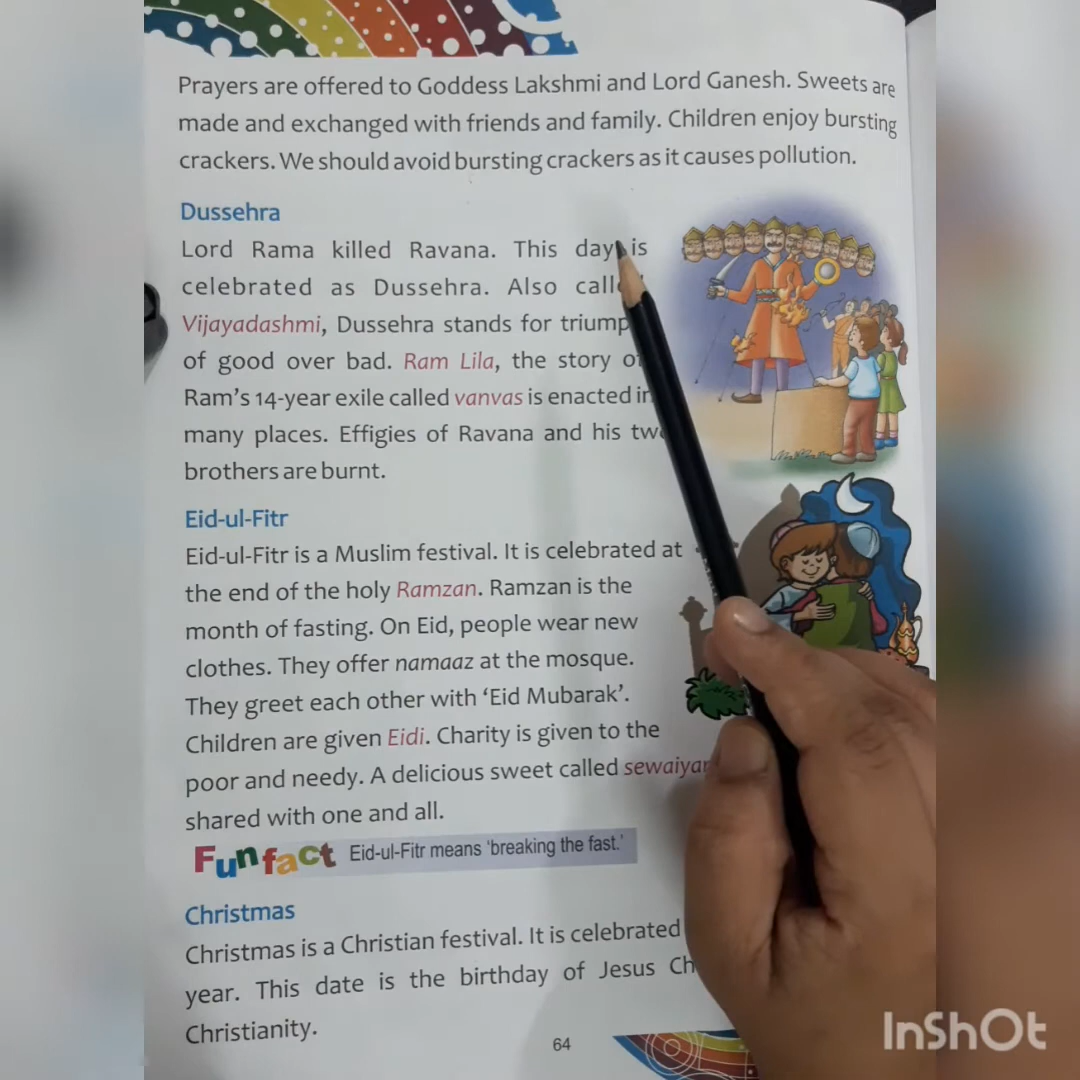 Prayers are offered to Goddess Lakshmi and Lord Ganesh. Sweets are
made and exchanged with friends and family. Children enjoy bursting
crackers. We should avoid bursting crackers as it causes pollution.
Dussehra
Lord Rama killed Ravana. This day is
celebrated as Dussehra. Also
Vijayadashmi, Dussehra stands for
of good over bad. Ram Lila, the story
Ram's 14-year exile called vanvas is enacted in
many places. Effigies of Ravana and his
brothers are burnt.
Eid-ul-Fitr
Eid-ul-Fitr is a Muslim festival. It is celebrated at
the end of the holy Ramzan. Ramzan is the
month of fasting. On Eid, people wear new
clothes. They offer namaaz at the mosque.
They greet each other with 'Eid Mubarak'.
Children are given Eidi. Charity is given to the
poor and needy. A delicious sweet called
shared with one and all.
Fun fact Eid-ul-Fitr means 'breaking the fast.'
Christmas
Christmas is a Christian festival. It is celebrated
year. This date is the birthday of Jesus
Christianity.
64
InShOt